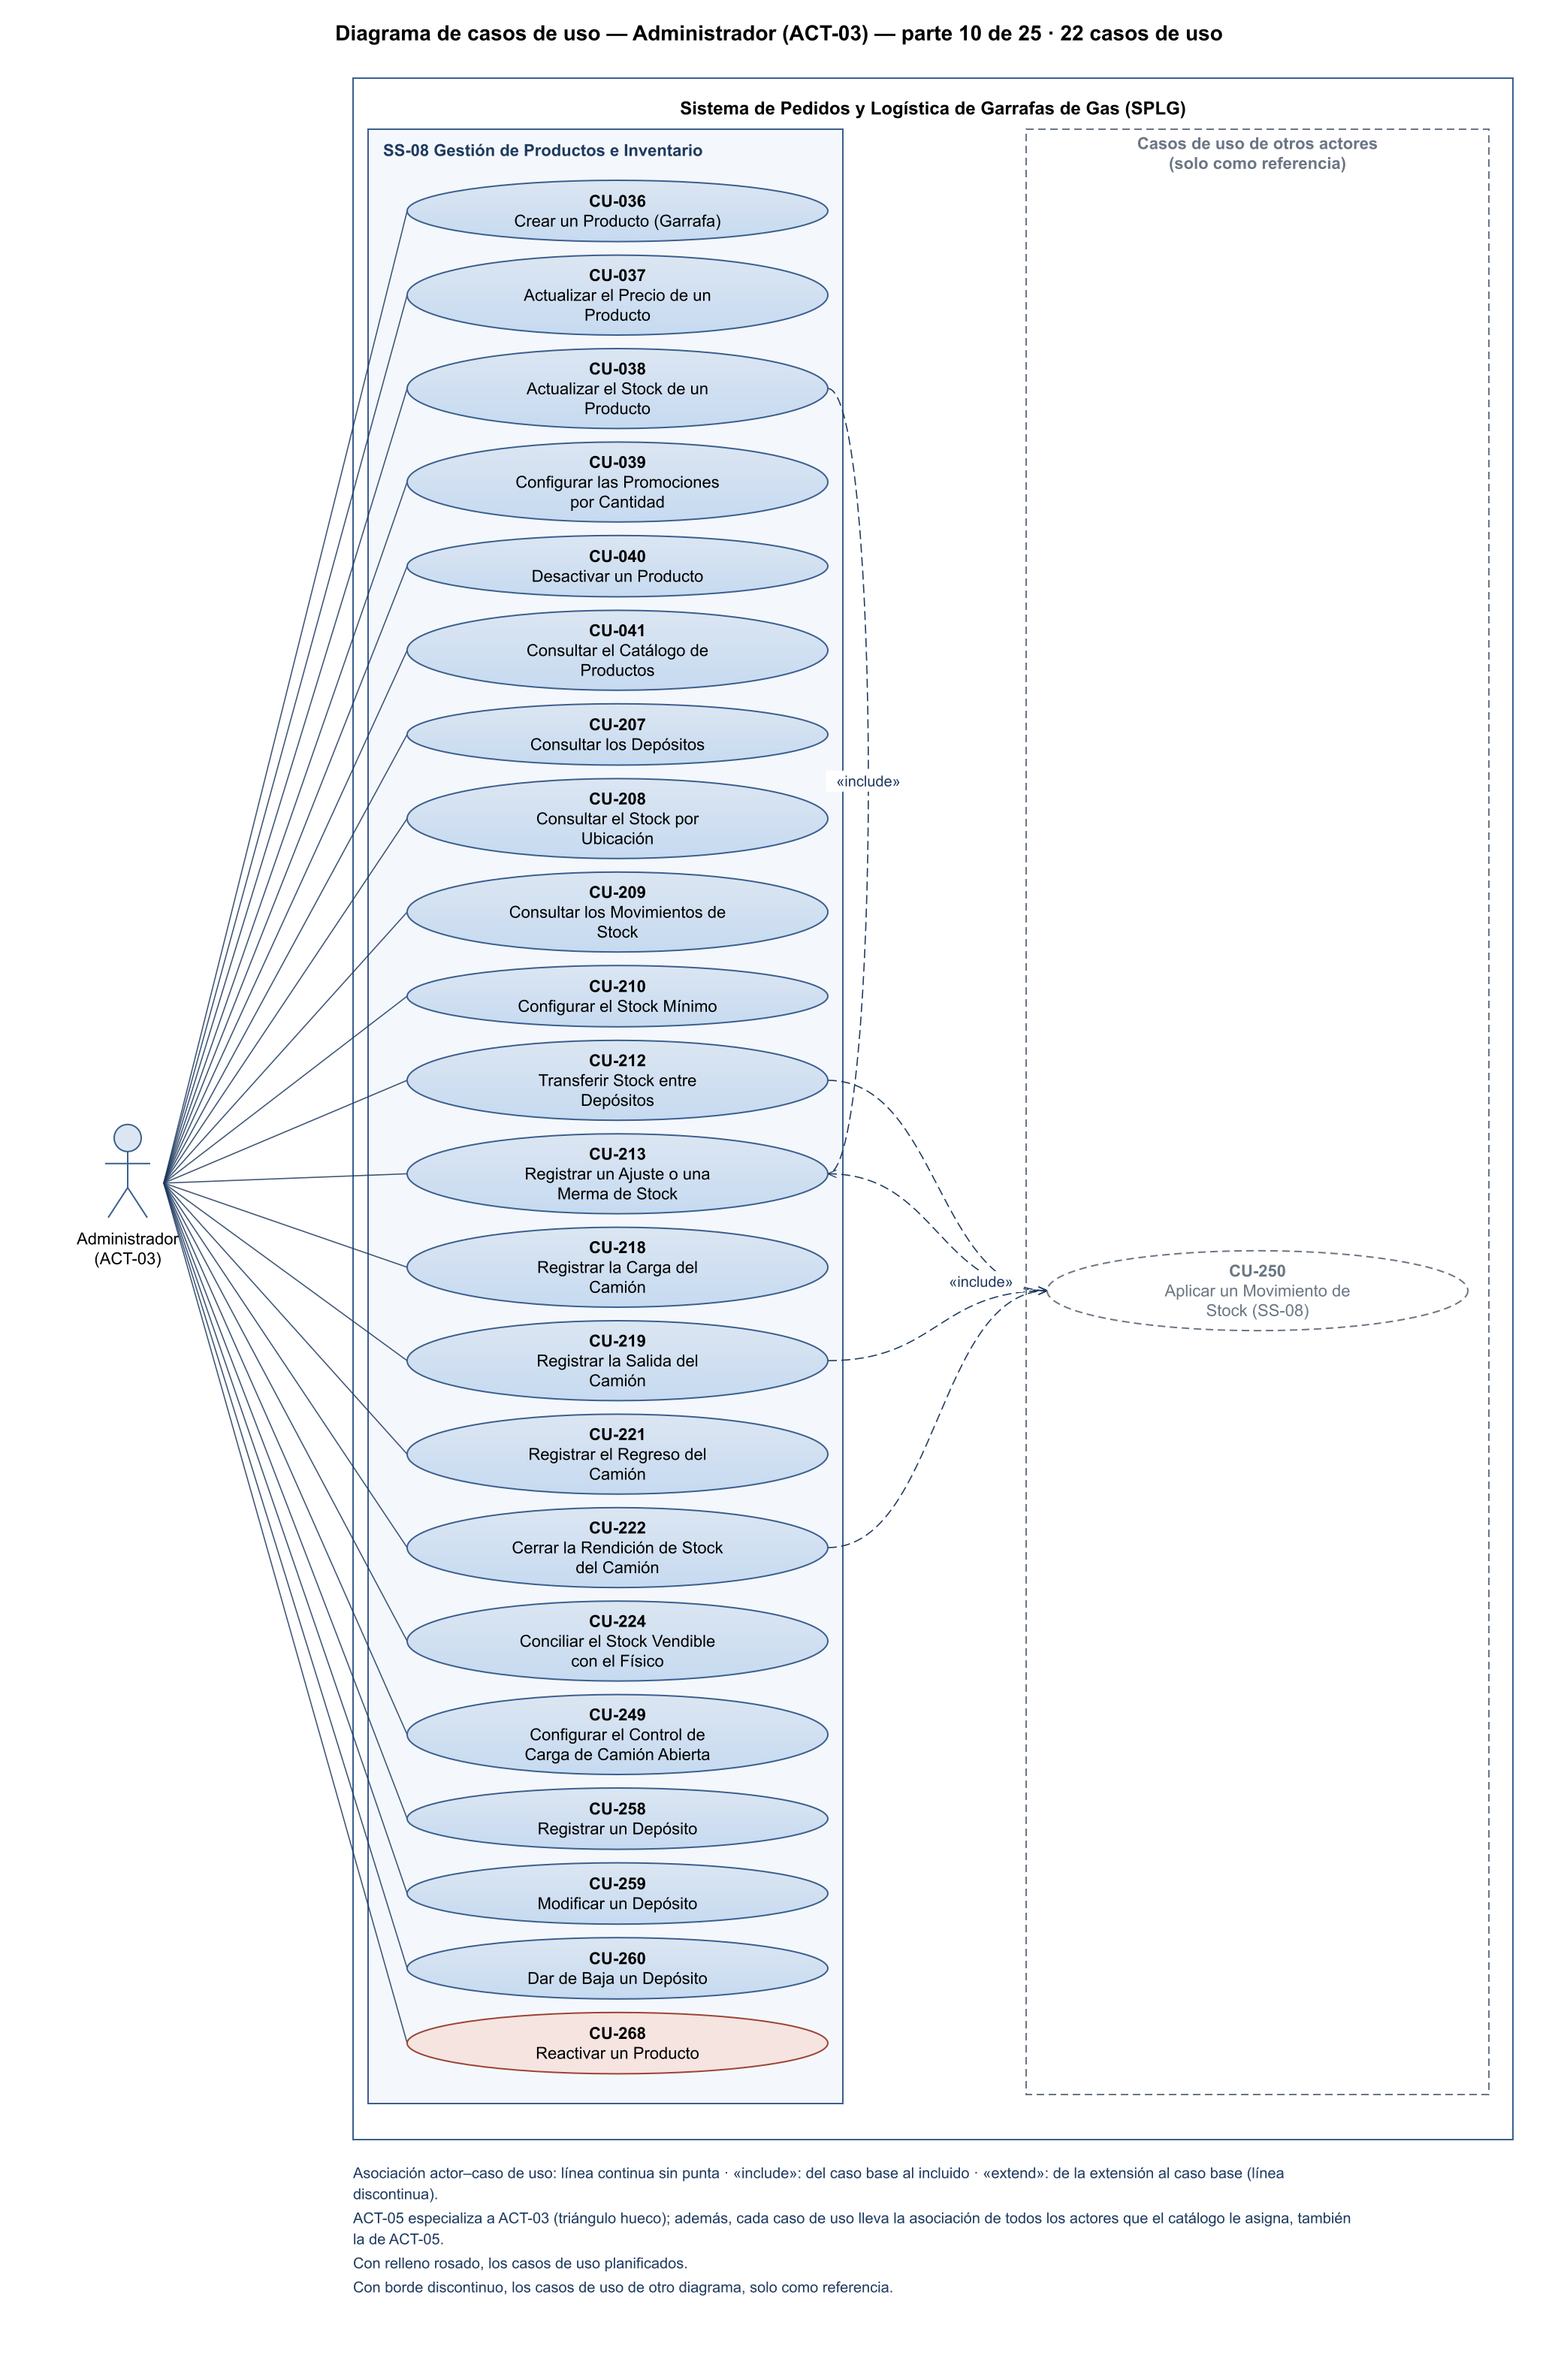 Diagrama de casos de uso — Administrador (ACT-03) — parte 10 de 25 · 22 casos de uso
Sistema de Pedidos y Logística de Garrafas de Gas (SPLG)
SS-08 Gestión de Productos e Inventario
Casos de uso de otros actores
(solo como referencia)
CU-036
Crear un Producto (Garrafa)
CU-037
Actualizar el Precio de un
Producto
CU-038
Actualizar el Stock de un
Producto
CU-039
Configurar las Promociones
por Cantidad
CU-040
Desactivar un Producto
CU-041
Consultar el Catálogo de
Productos
CU-207
Consultar los Depósitos
«include»
CU-208
Consultar el Stock por
Ubicación
CU-209
Consultar los Movimientos de
Stock
CU-210
Configurar el Stock Mínimo
CU-212
Transferir Stock entre
Depósitos
CU-213
Registrar un Ajuste o una
Merma de Stock
Administrador
(ACT-03)
CU-218
Registrar la Carga del
Camión
«include»
CU-250
Aplicar un Movimiento de
Stock (SS-08)
CU-219
Registrar la Salida del
Camión
CU-221
Registrar el Regreso del
Camión
CU-222
Cerrar la Rendición de Stock
del Camión
CU-224
Conciliar el Stock Vendible
con el Físico
CU-249
Configurar el Control de
Carga de Camión Abierta
CU-258
Registrar un Depósito
CU-259
Modificar un Depósito
CU-260
Dar de Baja un Depósito
CU-268
Reactivar un Producto
Asociación actor–caso de uso: línea continua sin punta · «include»: del caso base al incluido · «extend»: de la extensión al caso base (línea
discontinua).
ACT-05 especializa a ACT-03 (triángulo hueco); además, cada caso de uso lleva la asociación de todos los actores que el catálogo le asigna, también
la de ACT-05.
Con relleno rosado, los casos de uso planificados.
Con borde discontinuo, los casos de uso de otro diagrama, solo como referencia.